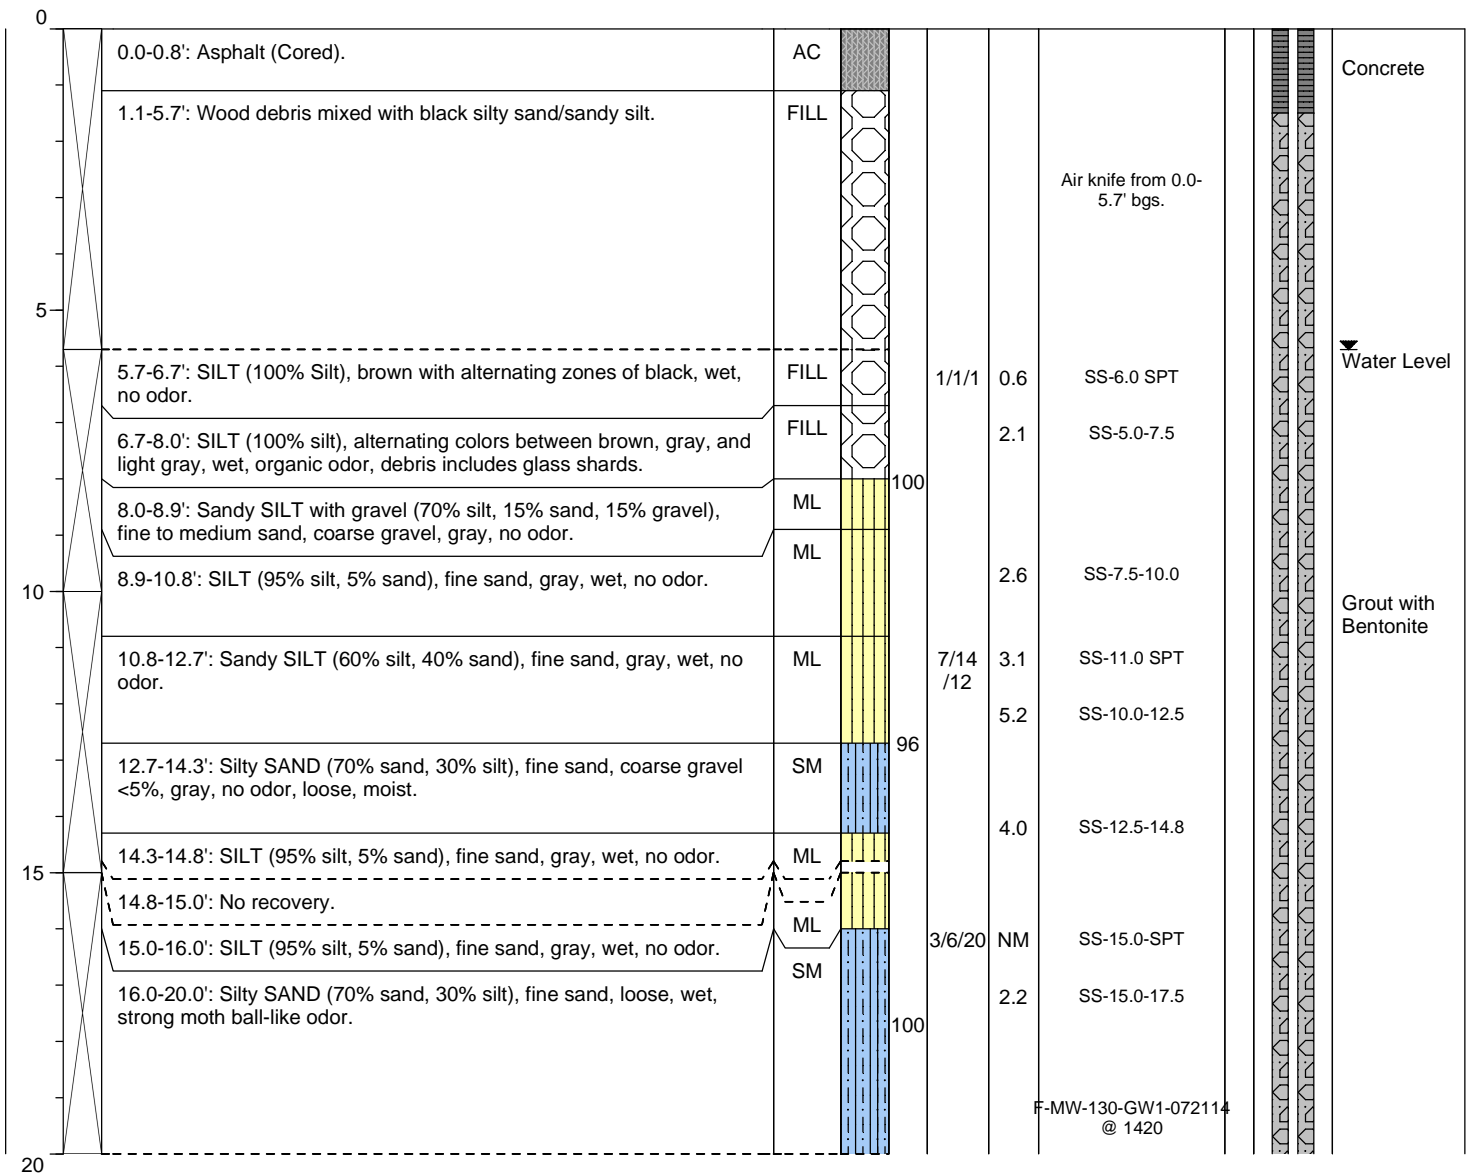 0
0.0-0.8': Asphalt (Cored).
AC
Concrete
1.1-5.7': Wood debris mixed with black silty sand/sandy silt.
FILL
Air knife from 0.0-
5.7' bgs.
5
5.7-6.7': SILT (100% Silt), brown with alternating zones of black, wet,
no odor.
FILL
1/1/1
0.6
SS-6.0 SPT
Water Level
6.7-8.0': SILT (100% silt), alternating colors between brown, gray, and
light gray, wet, organic odor, debris includes glass shards.
FILL
2.1
SS-5.0-7.5
100
8.0-8.9': Sandy SILT with gravel (70% silt, 15% sand, 15% gravel),
fine to medium sand, coarse gravel, gray, no odor.
ML
8.9-10.8': SILT (95% silt, 5% sand), fine sand, gray, wet, no odor.
ML
2.6
SS-7.5-10.0
10
Grout with
Bentonite
10.8-12.7': Sandy SILT (60% silt, 40% sand), fine sand, gray, wet, no
odor.
ML
7/14
/12
3.1
SS-11.0 SPT
5.2
SS-10.0-12.5
96
12.7-14.3': Silty SAND (70% sand, 30% silt), fine sand, coarse gravel
<5%, gray, no odor, loose, moist.
SM
4.0
SS-12.5-14.8
14.3-14.8': SILT (95% silt, 5% sand), fine sand, gray, wet, no odor.
ML
15
14.8-15.0': No recovery.
15.0-16.0': SILT (95% silt, 5% sand), fine sand, gray, wet, no odor.
ML
3/6/20
NM
SS-15.0-SPT
16.0-20.0': Silty SAND (70% sand, 30% silt), fine sand, loose, wet,
strong moth ball-like odor.
SM
2.2
SS-15.0-17.5
100
F-MW-130-GW1-072114
@ 1420
20